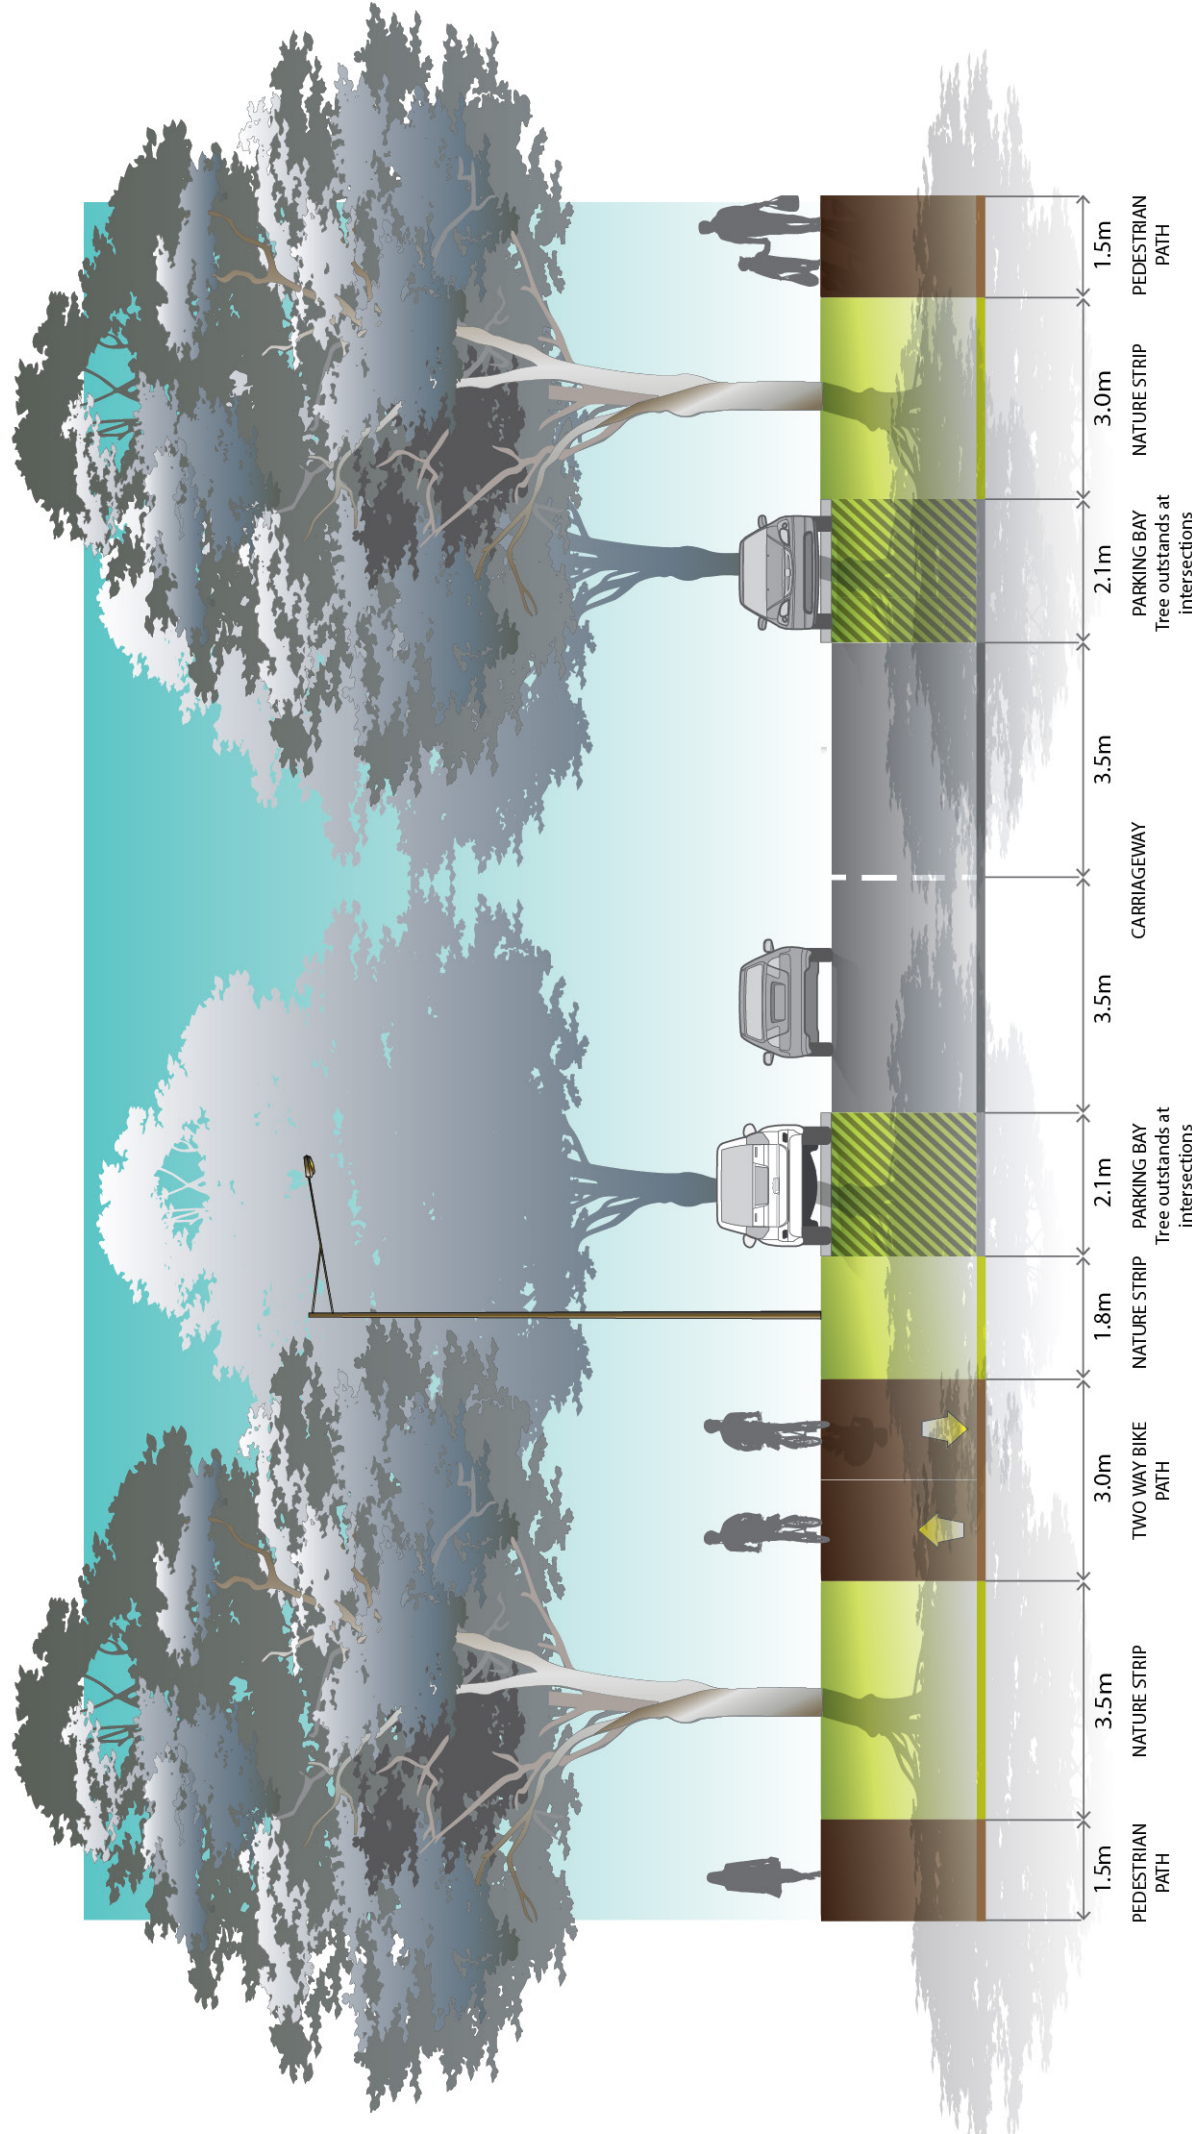 1.5m
3.5m
3.0m
1.8m
2.1m
3.5m
3.5m
2.1m
3.0m
1.5m
PEDESTRIAN
PATH
NATURE STRIP
TWO WAY BIKE
PATH
NATURE STRIP
PARKING BAY
Tree outstands at
intersections
CARRIAGEWAY
PARKING BAY
Tree outstands at
intersections
NATURE STRIP
PEDESTRIAN
PATH